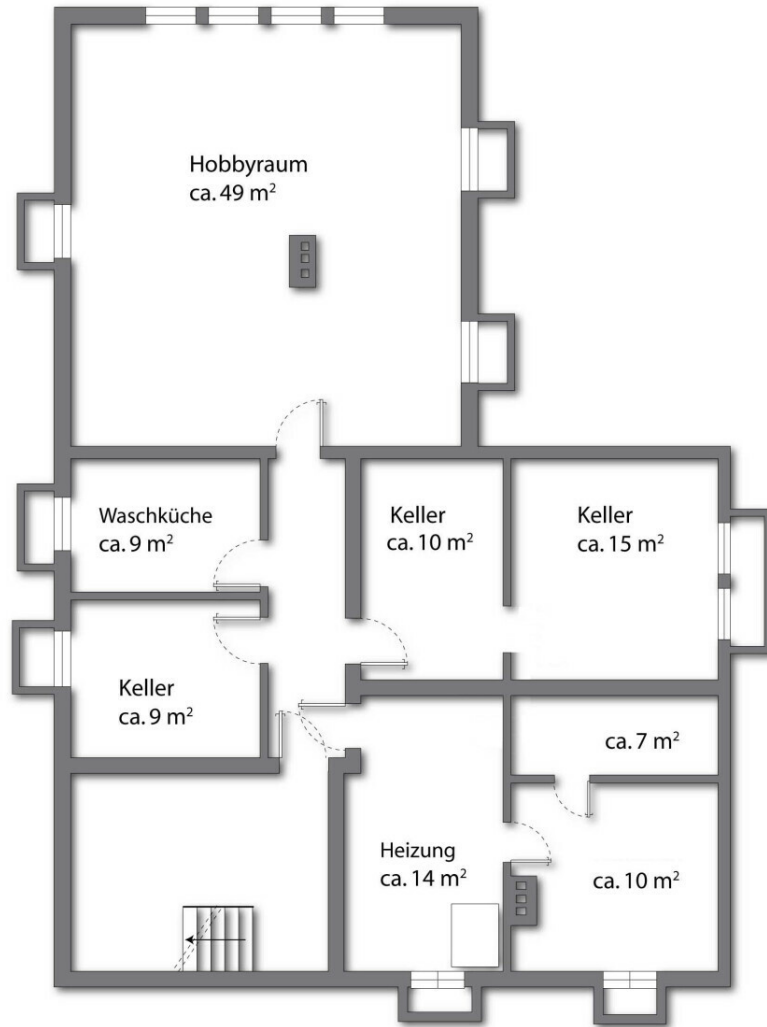 Hobbyraum
ca. 49 m²
Waschküche
ca. 9 m²
Keller
ca. 10 m²
Keller
ca. 15 m²
Keller
ca. 9 m²
ca. 7 m²
Heizung
ca. 14 m²
ca. 10 m²